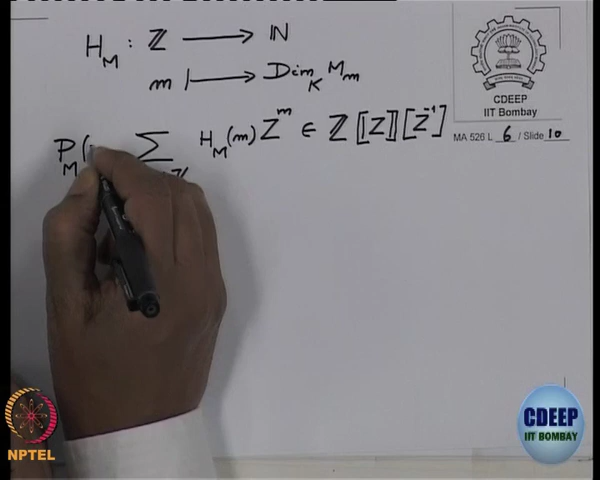 H_M : ℤ ⟶ ℕ
m ⟼ Dim_K M_m
P_M ( ∑ H_M(m) Z^m ∈ ℤ[[Z]][Z^{-1}]
CDEEP
IIT Bombay
MA 526 L 6 / Slide 10
NPTEL
CDEEP
IIT BOMBAY